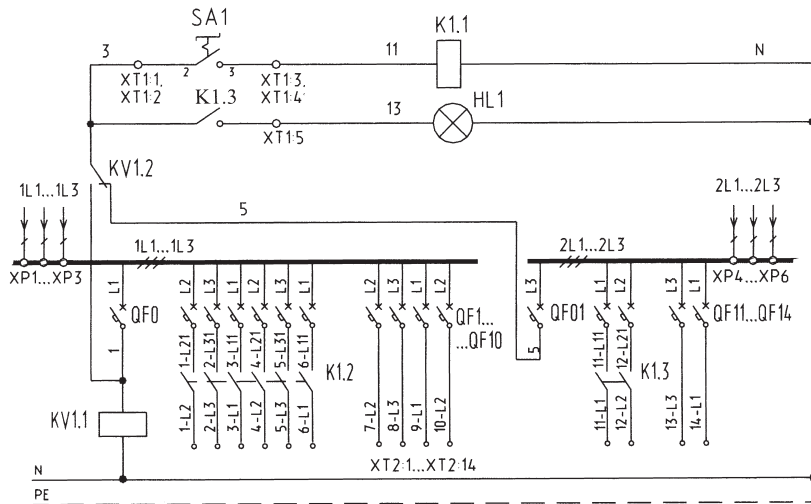 SA1
K1.1
3
11
N
2
3
XT1:1,
XT1:2
XT1:3,
XT1:4
K1.3
13
HL1
XT1:5
KV1.2
1L1...1L3
2L1...2L3
5
1L1...1L3
2L1...2L3
XP1...XP3
XP4...XP6
L1
L2
L3
L1
L2
L3
L1
L2
L3
L1
L2
L3
L1
L2
L3
L1
QF0
QF1...
...QF10
QF01
QF11...QF14
1
1-L21
2-L31
3-L11
4-L21
5-L31
6-L11
5
11-L11
12-L21
K1.2
K1.3
KV1.1
1-L2
2-L3
3-L1
4-L2
5-L3
6-L1
7-L2
8-L3
9-L1
10-L2
11-L1
12-L2
13-L3
14-L1
XT2:1...XT2:14
N
PE